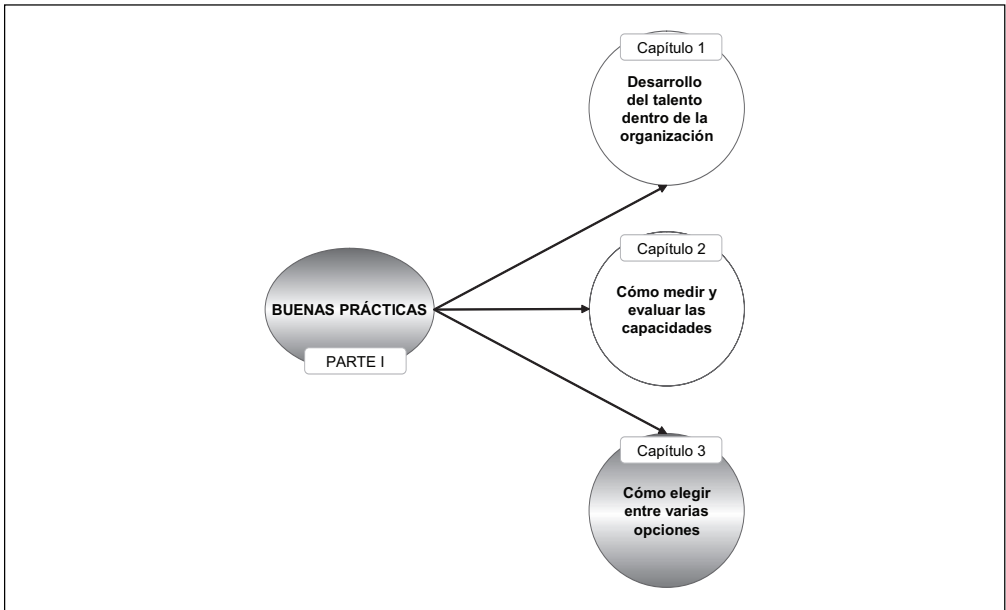 Capítulo 1
Desarrollo
del talento
dentro de la
organización
Capítulo 2
Cómo medir y
evaluar las
capacidades
BUENAS PRÁCTICAS
PARTE I
Capítulo 3
Cómo elegir
entre varias
opciones